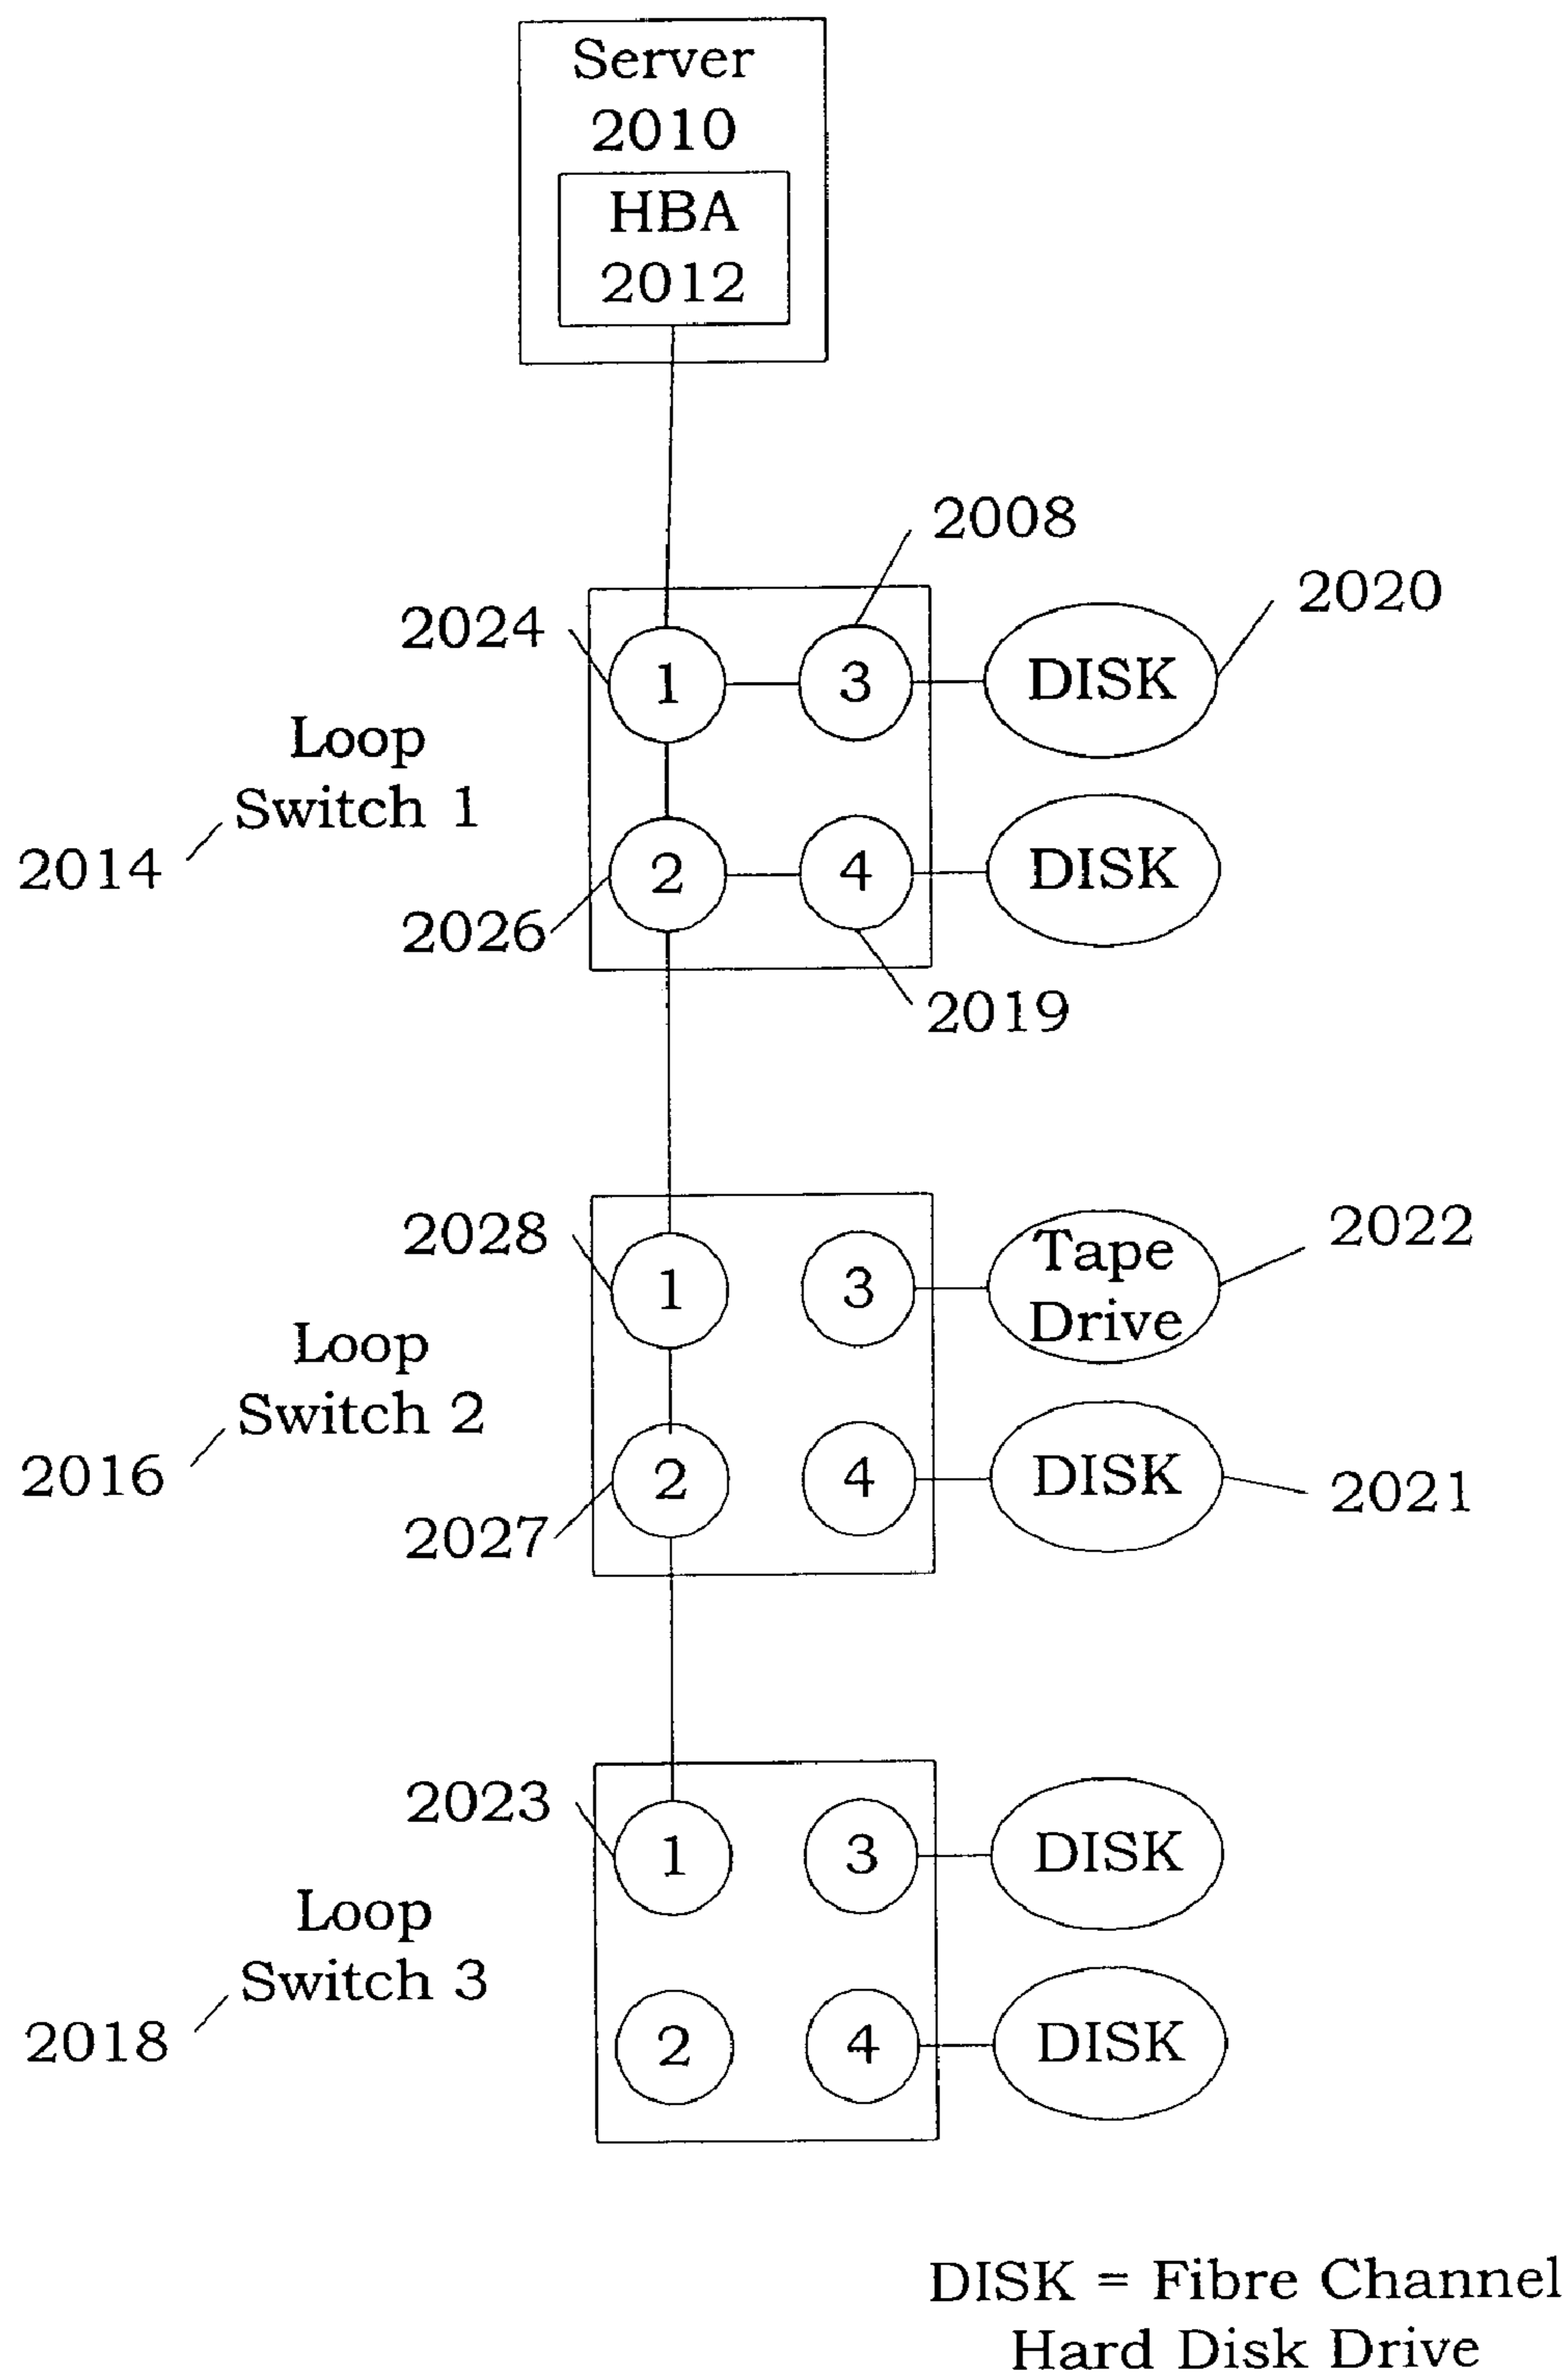 Server
2010
HBA
2012
2008
2020
2024
1
3
DISK
Loop
Switch 1
2014
2
4
DISK
2026
2019
2028
1
3
Tape
Drive
2022
Loop
Switch 2
2016
2
4
DISK
2021
2027
2023
1
3
DISK
Loop
Switch 3
2018
2
4
DISK
DISK = Fibre Channel
Hard Disk Drive